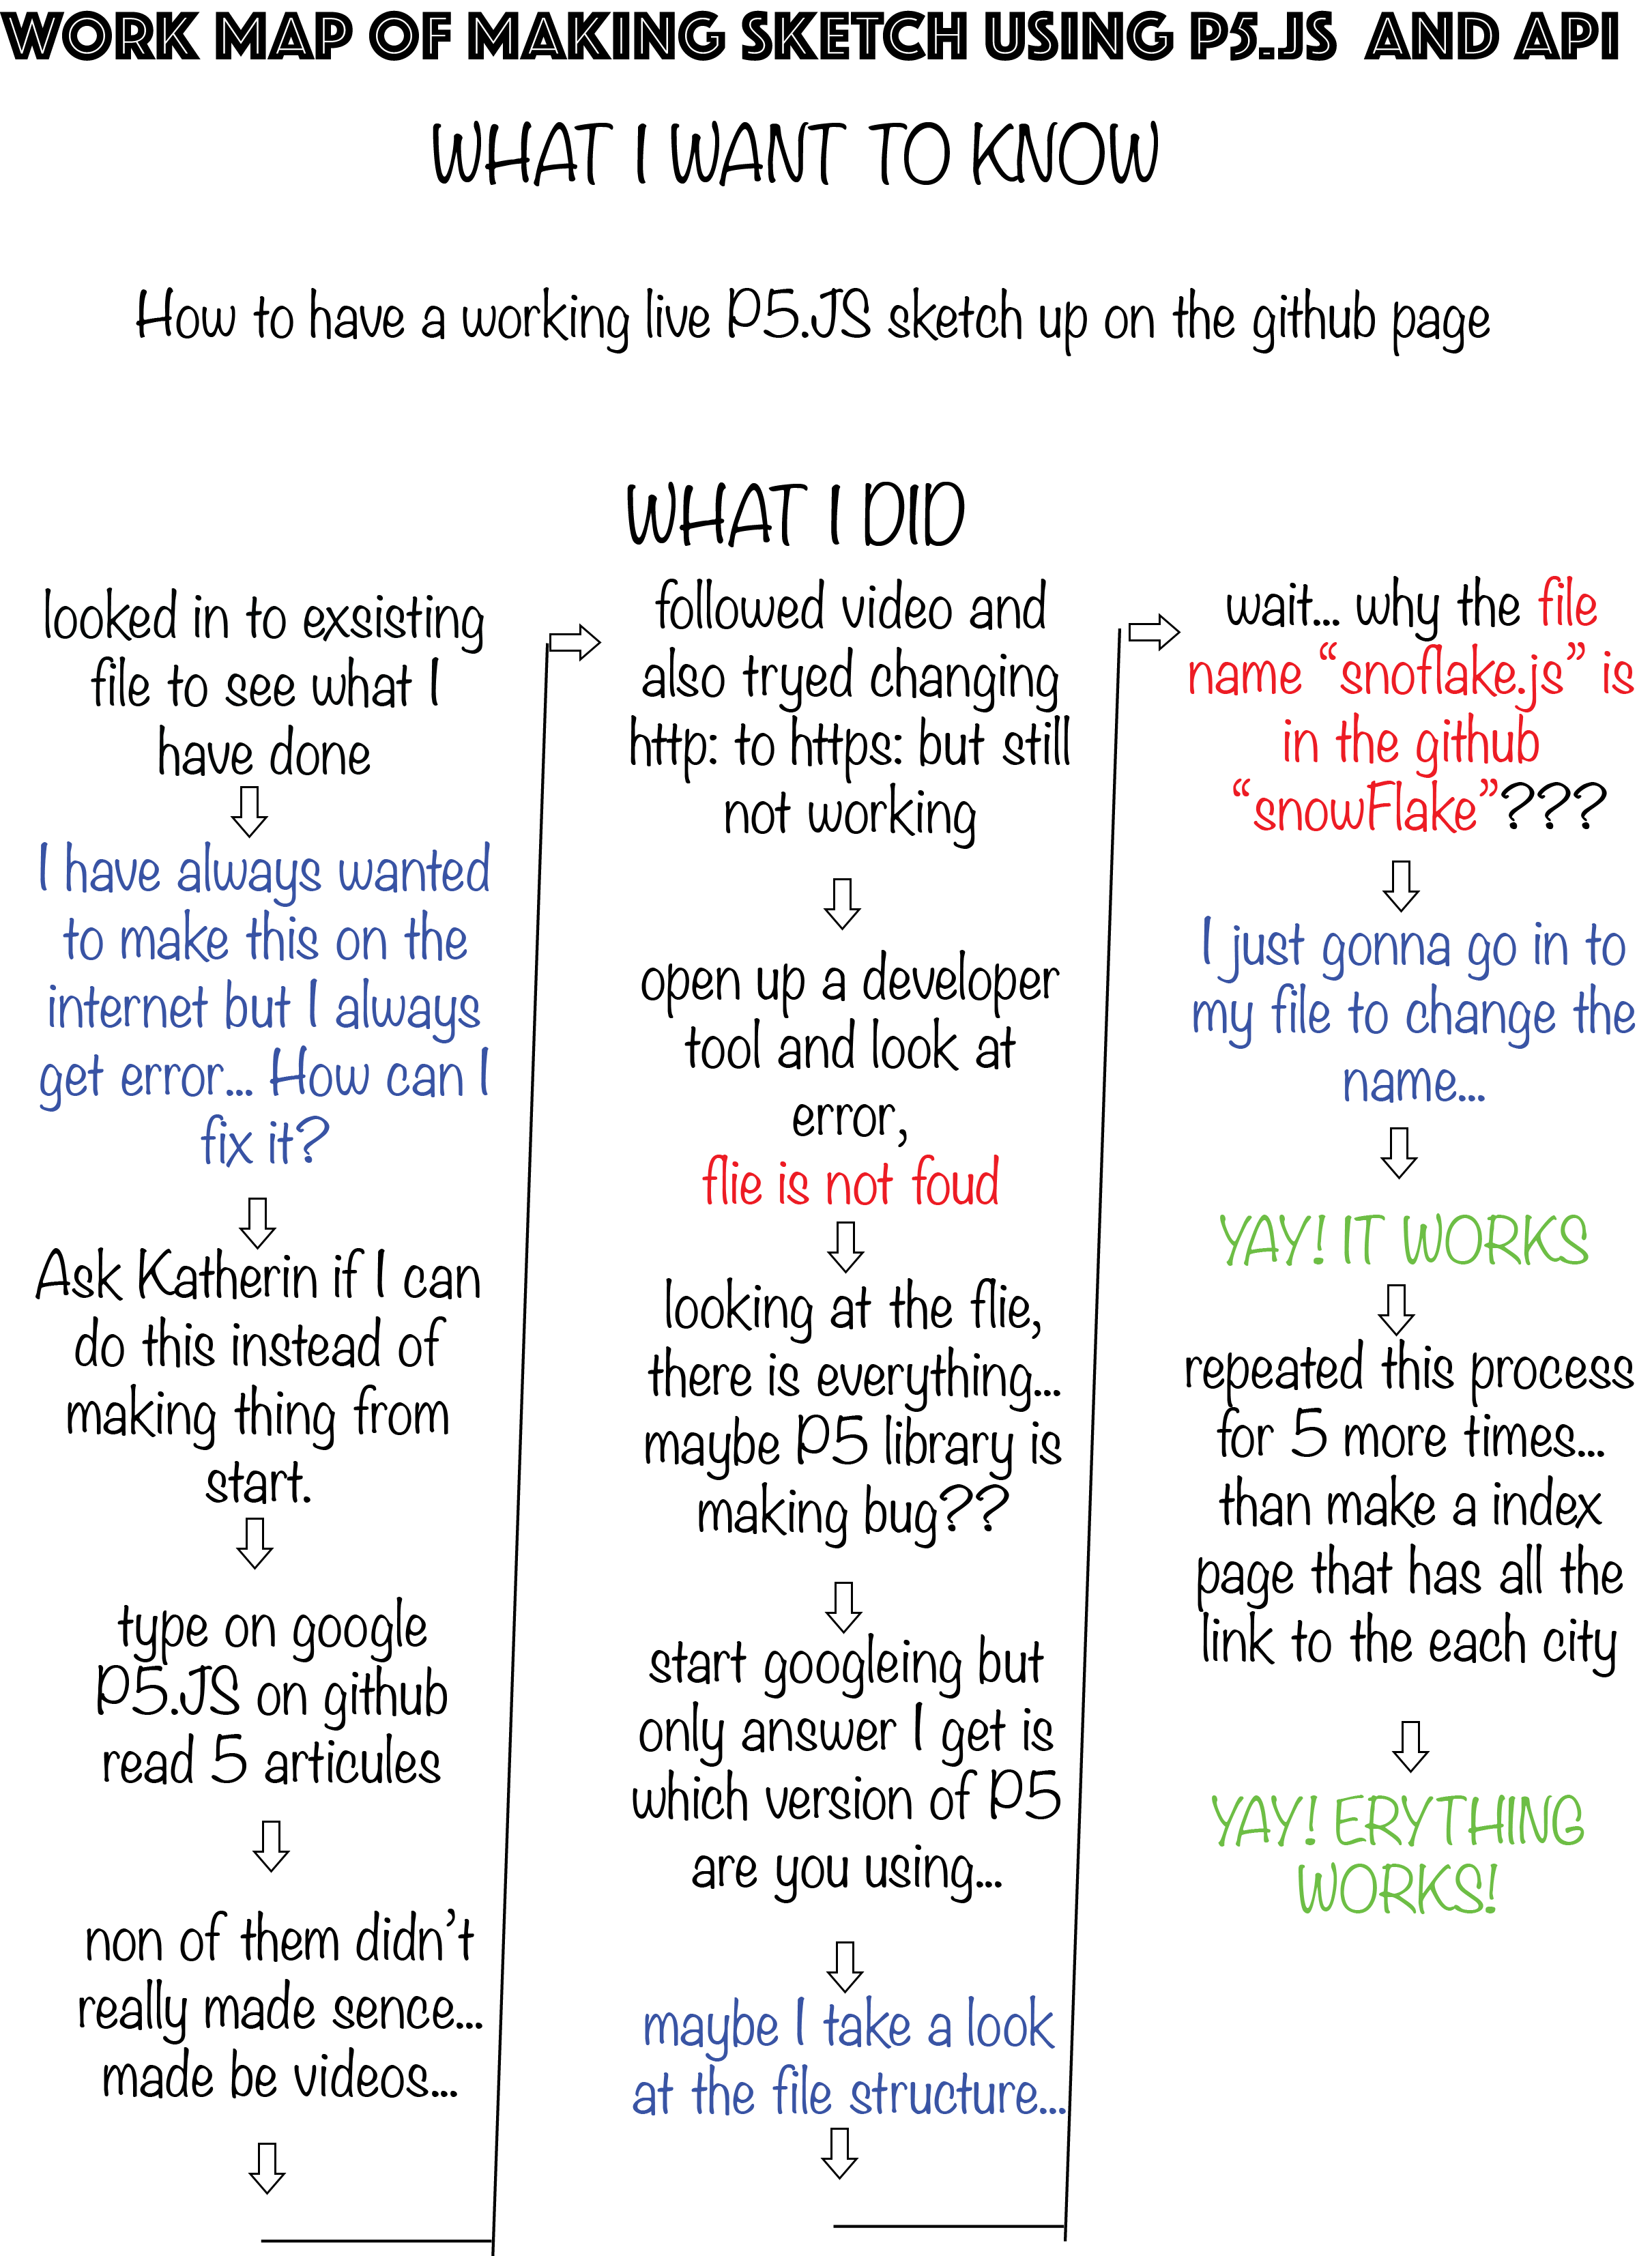 WORK MAP OF MAKING SKETCH USING P5.JS AND API
WHAT I WANT TO KNOW
How to have a working live P5.JS sketch up on the github page
WHAT I DID
looked in to exsisting
file to see what I
have done
I have always wanted
to make this on the
internet but I always
get error... How can I
fix it?
Ask Katherin if I can
do this instead of
making thing from
start.
type on google
P5.JS on github
read 5 articules
non of them didn't
really made sence...
made be videos...
followed video and
also tryed changing
http: to https: but still
not working
open up a developer
tool and look at
error,
flie is not foud
looking at the flie,
there is everything...
maybe P5 library is
making bug??
start googleing but
only answer I get is
which version of P5
are you using...
maybe I take a look
at the file structure...
wait... why the file
name “snoflake.js” is
in the github
“snowFlake”???
I just gonna go in to
my file to change the
name...
YAY! IT WORKS
repeated this process
for 5 more times...
than make a index
page that has all the
link to the each city
YAY! ERYTHING
WORKS!